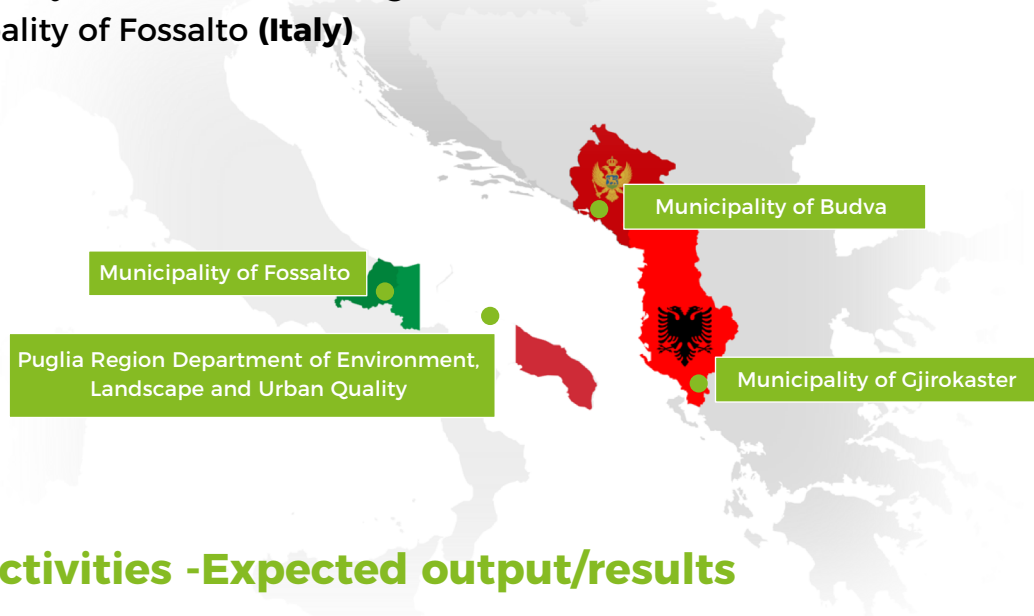 ality of Fossalto (Italy)
Municipality of Budva
Municipality of Fossalto
Puglia Region Department of Environment,
Landscape and Urban Quality
Municipality of Gjirokaster
ctivities -Expected output/results